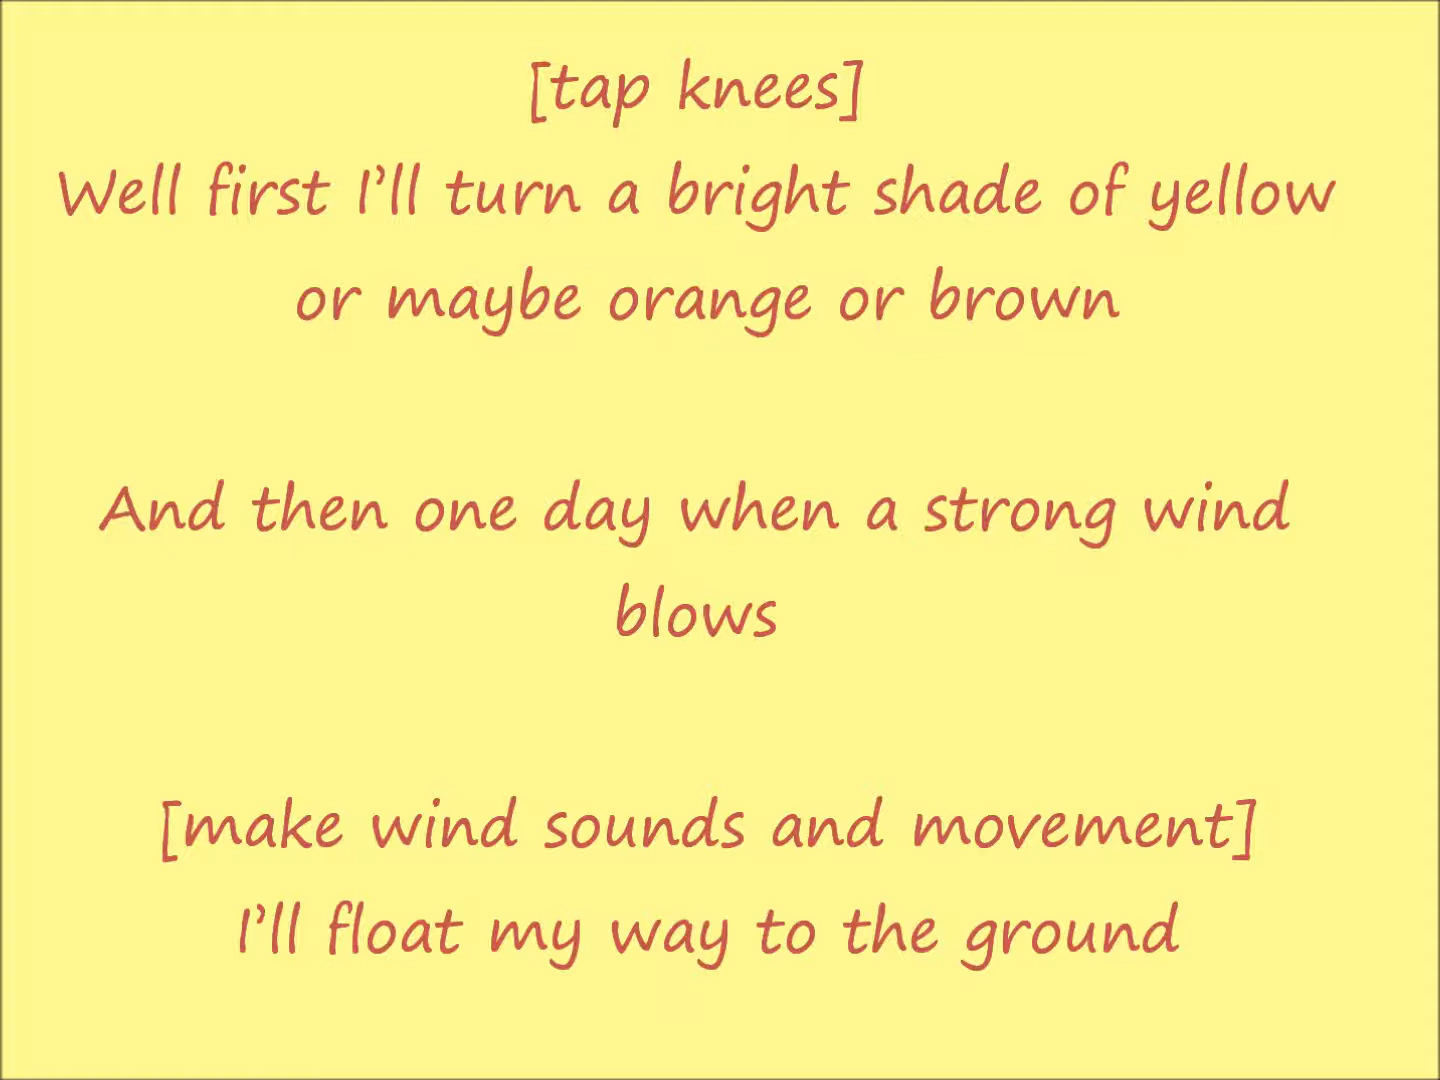 [tap knees]
Well first I’ll turn a bright shade of yellow
or maybe orange or brown
And then one day when a strong wind
blows
[make wind sounds and movement]
I’ll float my way to the ground